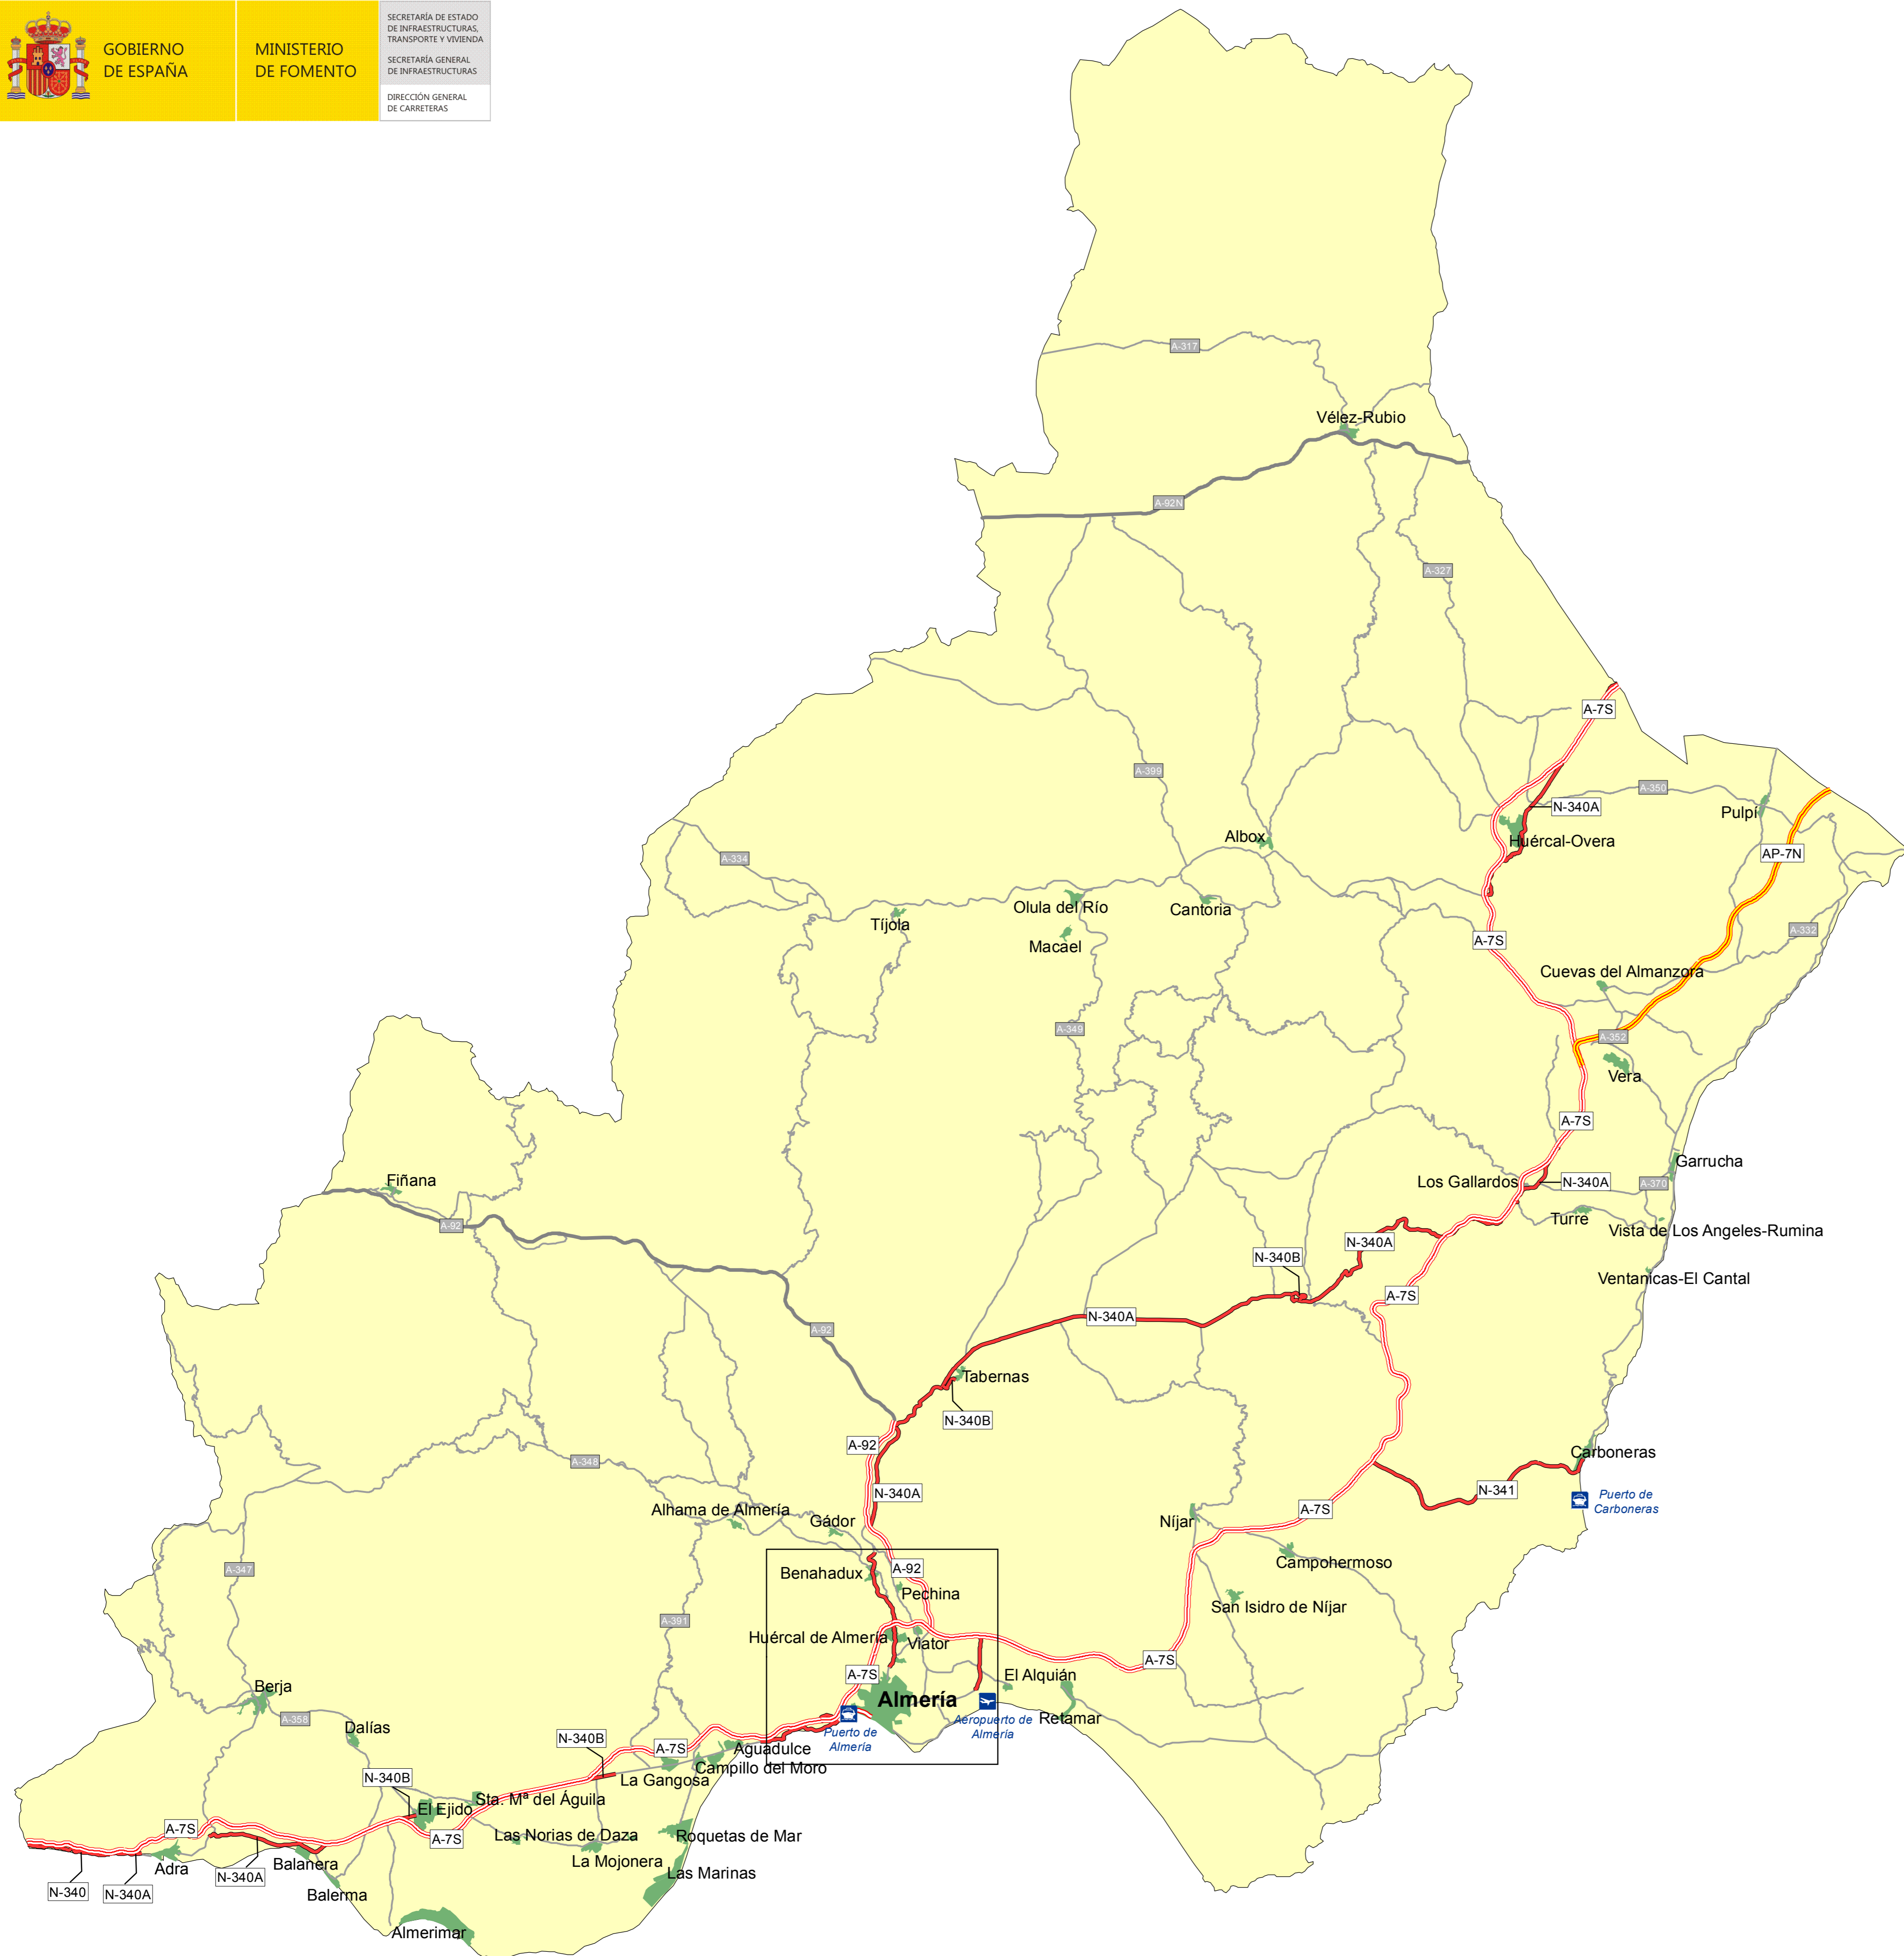 GOBIERNO
DE ESPAÑA
MINISTERIO
DE FOMENTO
SECRETARÍA DE ESTADO
DE INFRAESTRUCTURAS,
TRANSPORTE Y VIVIENDA
SECRETARÍA GENERAL
DE INFRAESTRUCTURAS
DIRECCIÓN GENERAL
DE CARRETERAS
A-317
Vélez-Rubio
A-92N
A-327
A-7S
A-399
A-350
N-340A
Pulpí
Albox
Huércal-Overa
AP-7N
A-334
Olula del Río
Cantoria
Tíjola
A-332
Macael
A-7S
Cuevas del Almanzora
A-349
A-352
Vera
A-7S
Garrucha
Fiñana
Los Gallardos
N-340A
A-370
Turre
A-92
Vista de Los Angeles-Rumina
N-340A
N-340B
Ventanicas-El Cantal
A-7S
N-340A
A-92
Tabernas
N-340B
A-92
Carboneras
A-348
N-341
N-340A
Puerto de
Carboneras
Alhama de Almería
Gádor
Níjar
A-7S
Campohermoso
A-347
Benahadux
A-92
Pechina
San Isidro de Níjar
A-391
Huércal de Almería
Viator
A-7S
A-7S
El Alquián
Berja
Almería
A-358
Dalías
Aeropuerto de
Almería
Retamar
Puerto de
Almería
N-340B
A-7S
Aguadulce
Campillo del Moro
N-340B
La Gangosa
Sta. Mª del Águila
El Ejido
A-7S
A-7S
Las Norias de Daza
Roquetas de Mar
La Mojonera
Adra
Balanera
Las Marinas
N-340A
N-340
N-340A
Balerma
Almerimar